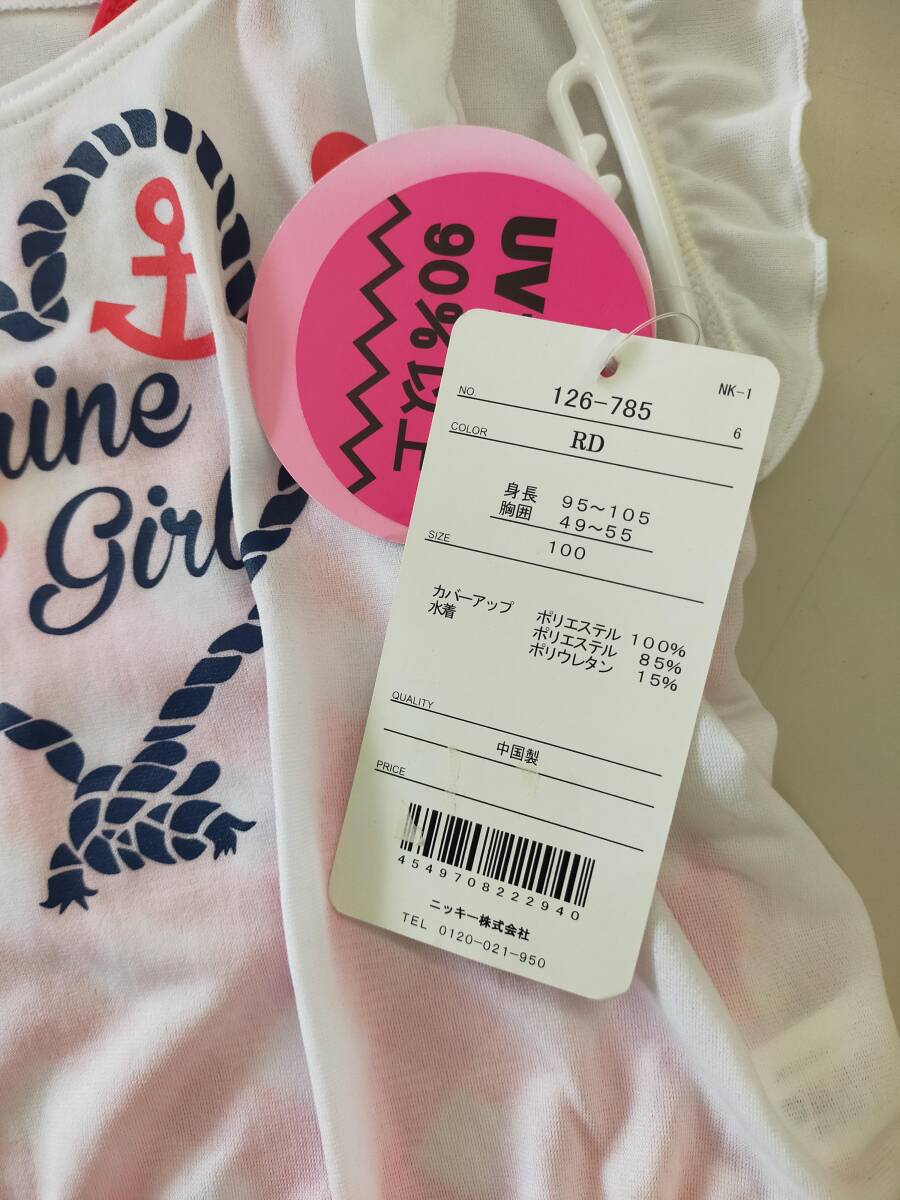 Girl
UV
90%以上
NK-1
NO 126-785 6
COLOR RD
身長 95~105
胸囲 49~55
SIZE 100
カバーアップ ポリエステル 100%
水着 ポリエステル 85%
ポリウレタン 15%
QUALITY
中国製
PRICE
4549708222940
ニッキー株式会社
TEL 0120-021-950